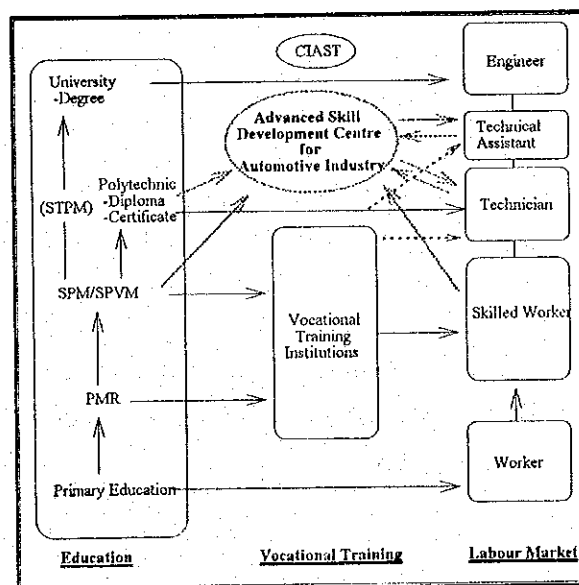 CIAST
University
-Degree
Engineer
Advanced Skill
Development Centre
for
Automotive Industry
Technical
Assistant
(STPM)
Polytechnic
-Diploma
-Certificate
Technician
SPM/SPVM
Vocational
Training
Institutions
Skilled Worker
PMR
Worker
Primary Education
Education
Vocational Training
Labour Market